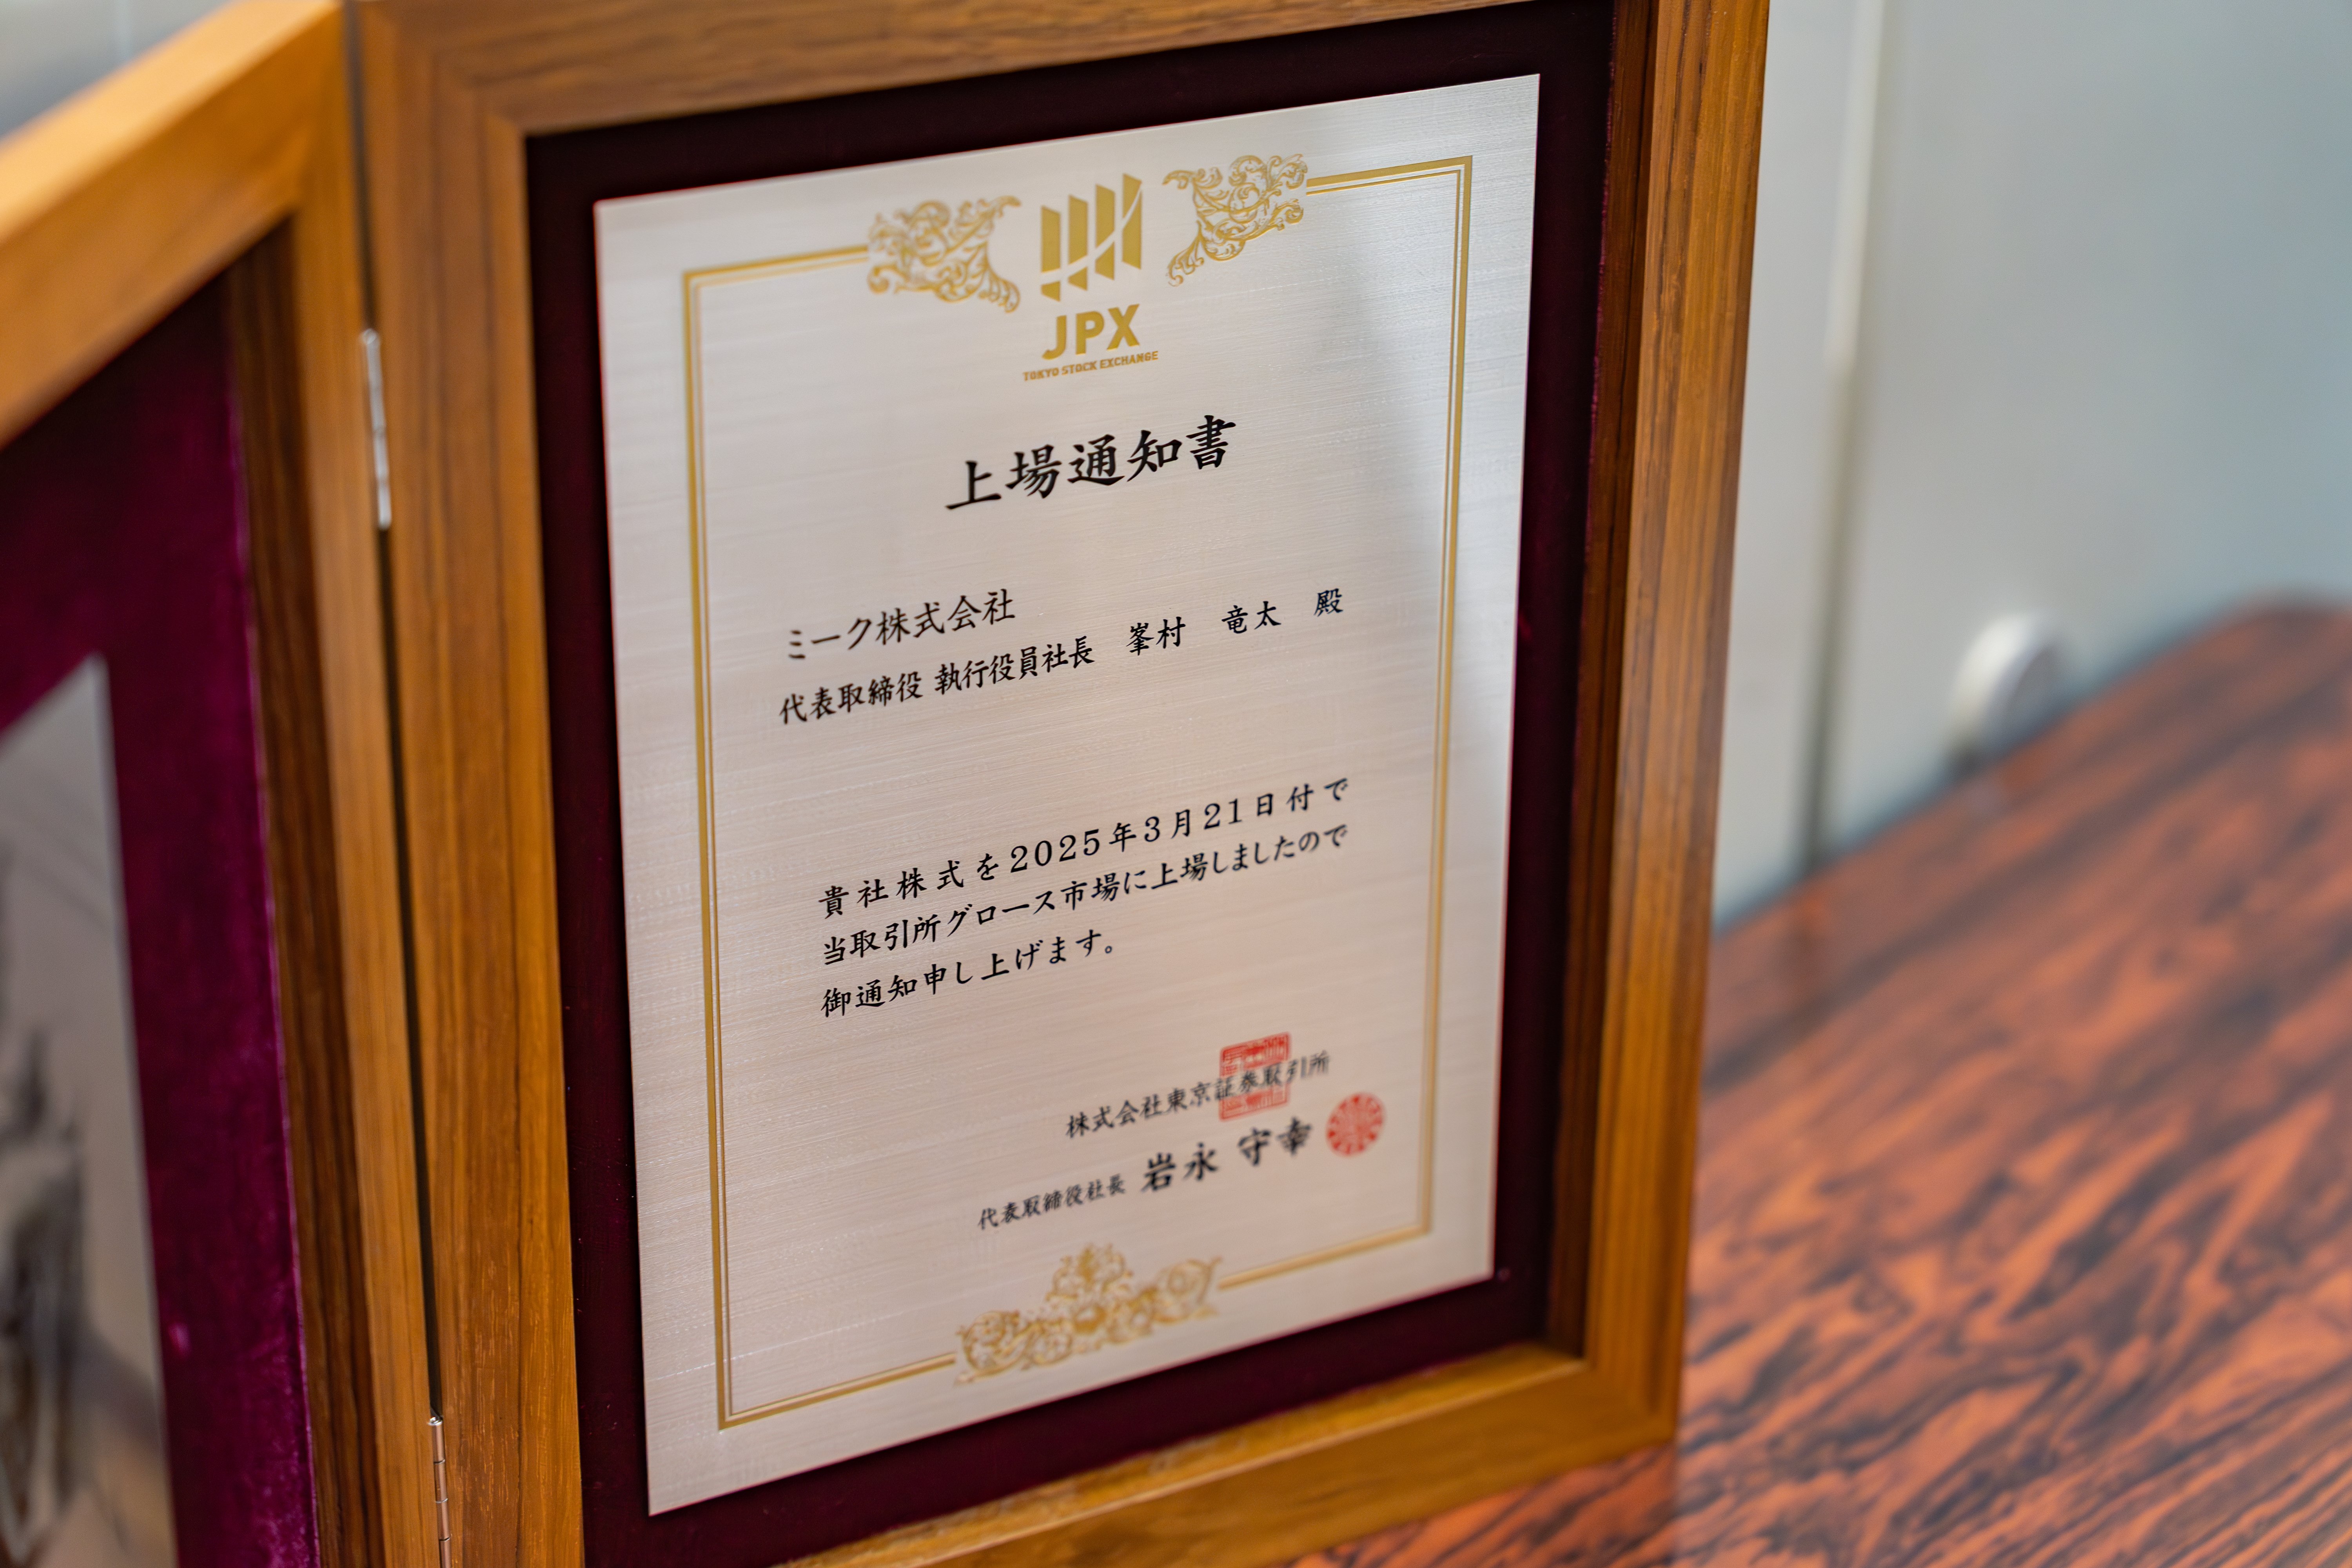 JPX
TOKYO STOCK EXCHANGE
上場通知書
ミーク株式会社
代表取締役 執行役員社長 峯村 竜太 殿
貴社株式を2025年3月21日付で
当取引所グロース市場に上場しましたので
御通知申し上げます。
株式会社東京証券取引所
代表取締役社長 岩永 守幸